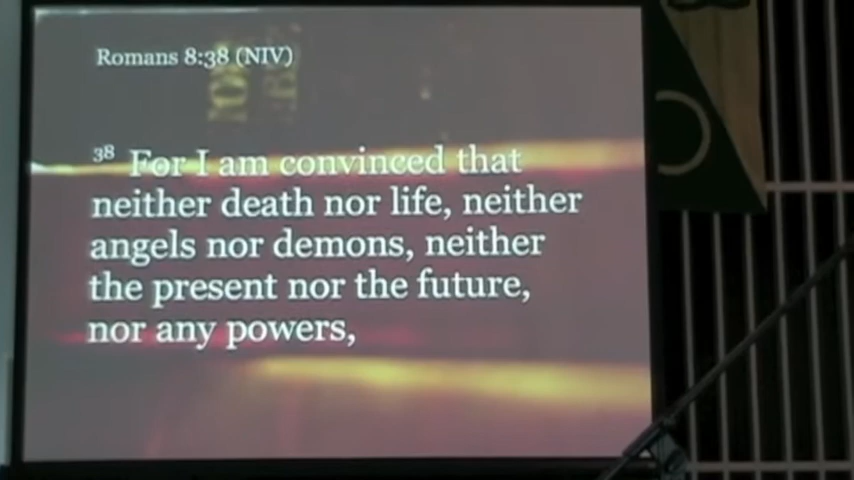 Romans 8:38 (NIV)
38 For I am convinced that
neither death nor life, neither
angels nor demons, neither
the present nor the future,
nor any powers,